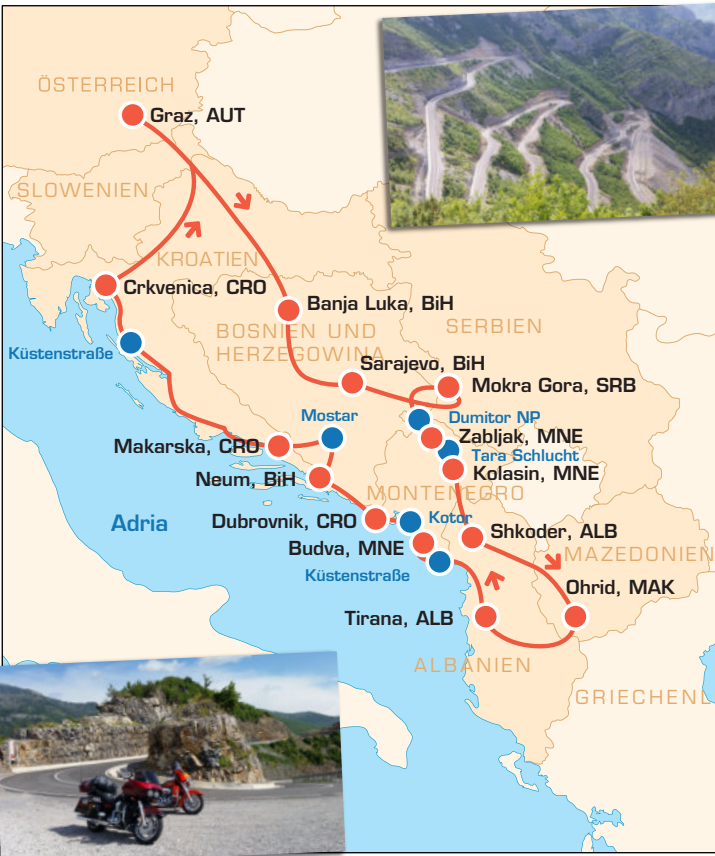 ÖSTERREICH
Graz, AUT
SLOWENIEN
KROATIEN
Crkvenica, CRO
Banja Luka, BiH
BOSNIEN UND
HERZEGOWINA
SERBIEN
Küstenstraße
Sarajevo, BiH
Mokra Gora, SRB
Mostar
Dumitor NP
Zabljak, MNE
Makarska, CRO
Tara Schlucht
Kolasin, MNE
Neum, BiH
MONTENEGRO
Dubrovnik, CRO
Kotor
Adria
Shkoder, ALB
Budva, MNE
MAZEDONIEN
Küstenstraße
Ohrid, MAK
Tirana, ALB
ALBANIEN
GRIECHENL